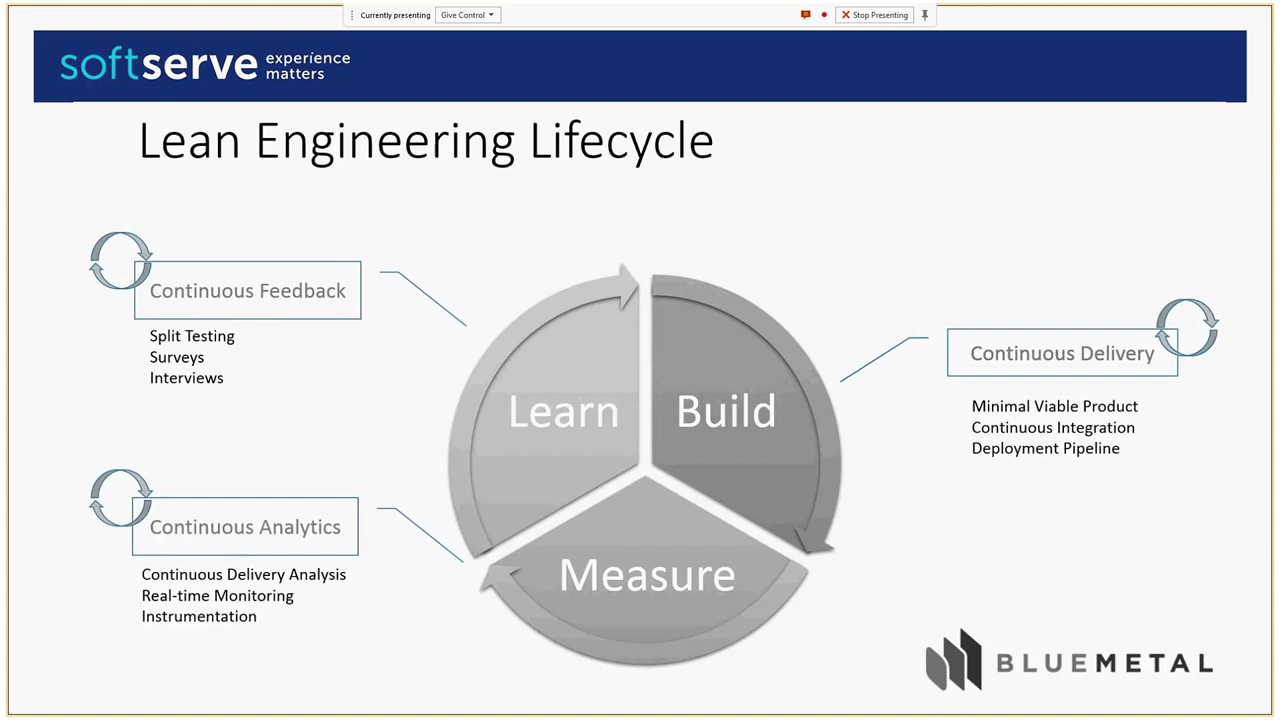 Currently presenting Give Control Stop Presenting
softserve experience matters
Lean Engineering Lifecycle
Continuous Feedback
Split Testing
Surveys
Interviews
Continuous Analytics
Continuous Delivery Analysis
Real-time Monitoring
Instrumentation
Learn
Build
Measure
Continuous Delivery
Minimal Viable Product
Continuous Integration
Deployment Pipeline
BLUEMETAL